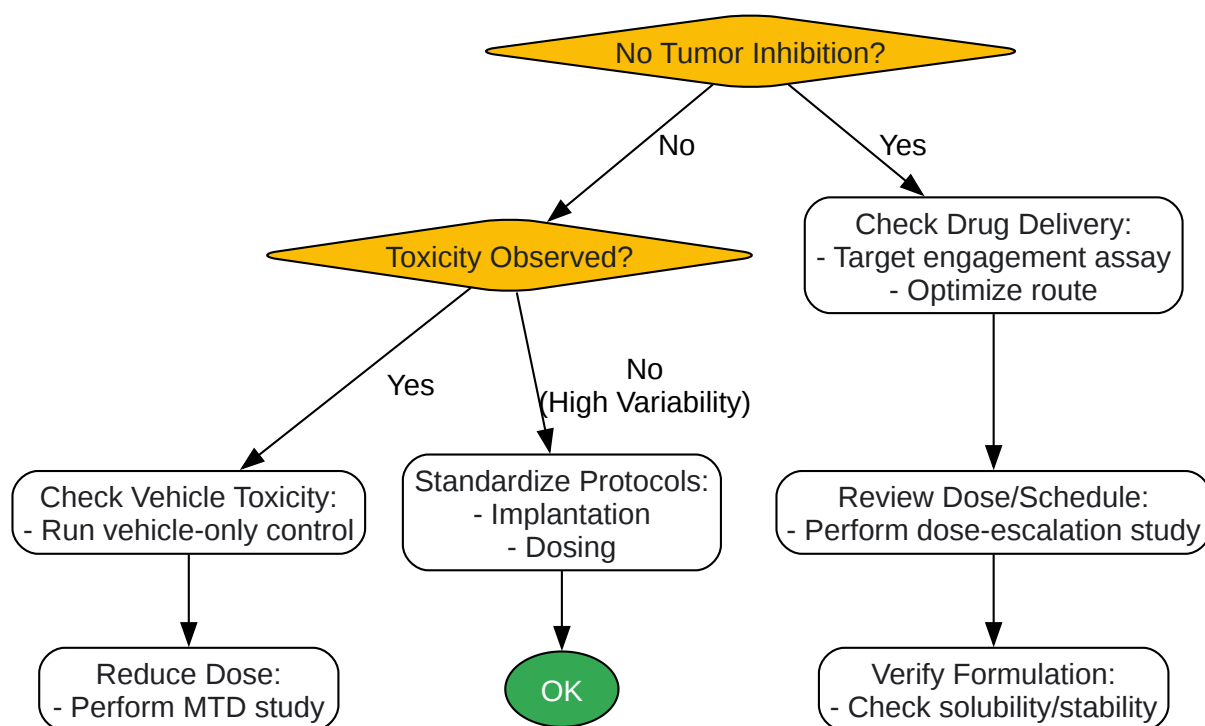 No Tumor Inhibition?
No
Yes
Toxicity Observed?
Check Drug Delivery:
- Target engagement assay
- Optimize route
Yes
No
(High Variability)
Check Vehicle Toxicity:
- Run vehicle-only control
Standardize Protocols:
- Implantation
- Dosing
Review Dose/Schedule:
- Perform dose-escalation study
Reduce Dose:
- Perform MTD study
OK
Verify Formulation:
- Check solubility/stability